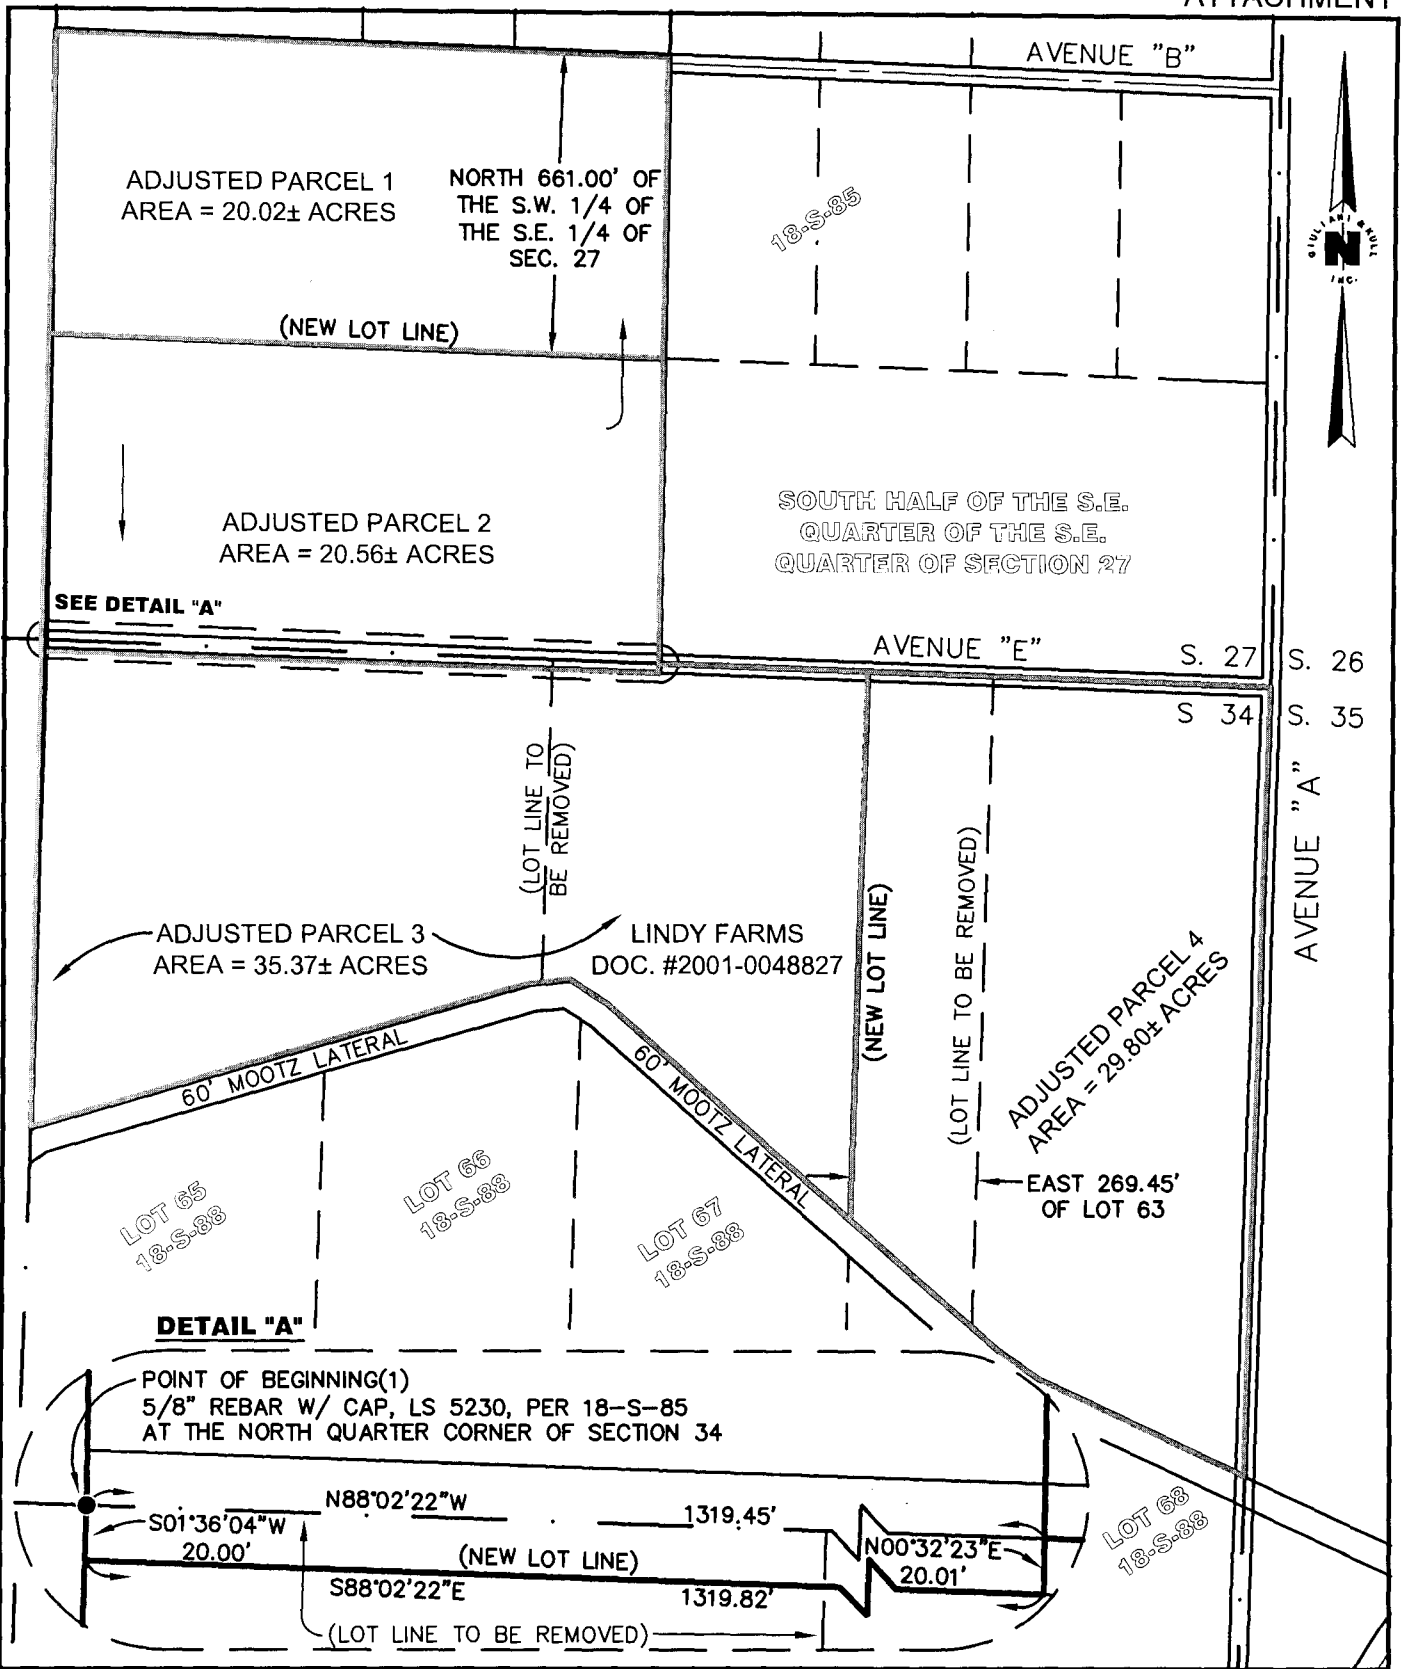 ATTACHMENT
AVENUE "B"
ADJUSTED PARCEL 1
AREA = 20.02± ACRES
NORTH 661.00' OF
THE S.W. 1/4 OF
THE S.E. 1/4 OF
SEC. 27
18-S-85
GIULIANI & KULL
N
INC.
(NEW LOT LINE)
ADJUSTED PARCEL 2
AREA = 20.56± ACRES
SOUTH HALF OF THE S.E.
QUARTER OF THE S.E.
QUARTER OF SECTION 27
SEE DETAIL "A"
AVENUE "E"
S. 27
S. 26
S 34
S. 35
(LOT LINE TO
BE REMOVED)
AVENUE "A"
(NEW LOT LINE)
(LOT LINE TO BE REMOVED)
ADJUSTED PARCEL 3
AREA = 35.37± ACRES
LINDY FARMS
DOC. #2001-0048827
ADJUSTED PARCEL 4
AREA = 29.80± ACRES
60' MOOTZ LATERAL
60' MOOTZ LATERAL
EAST 269.45'
OF LOT 63
LOT 65
18-S-88
LOT 66
18-S-88
LOT 67
18-S-88
DETAIL "A"
POINT OF BEGINNING(1)
5/8" REBAR W/ CAP, LS 5230, PER 18-S-85
AT THE NORTH QUARTER CORNER OF SECTION 34
N88°02'22"W
1319.45'
S01°36'04"W
20.00'
(NEW LOT LINE)
N00°32'23"E
20.01'
S88°02'22"E
1319.82'
(LOT LINE TO BE REMOVED)
LOT 68
18-S-88